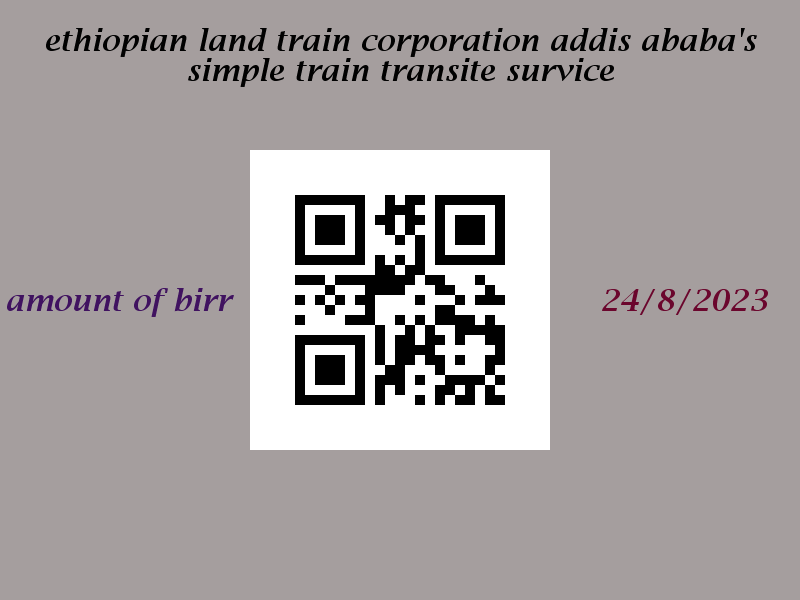 ethiopian land train corporation addis ababa's
simple train transite survice
amount of birr
24/8/2023